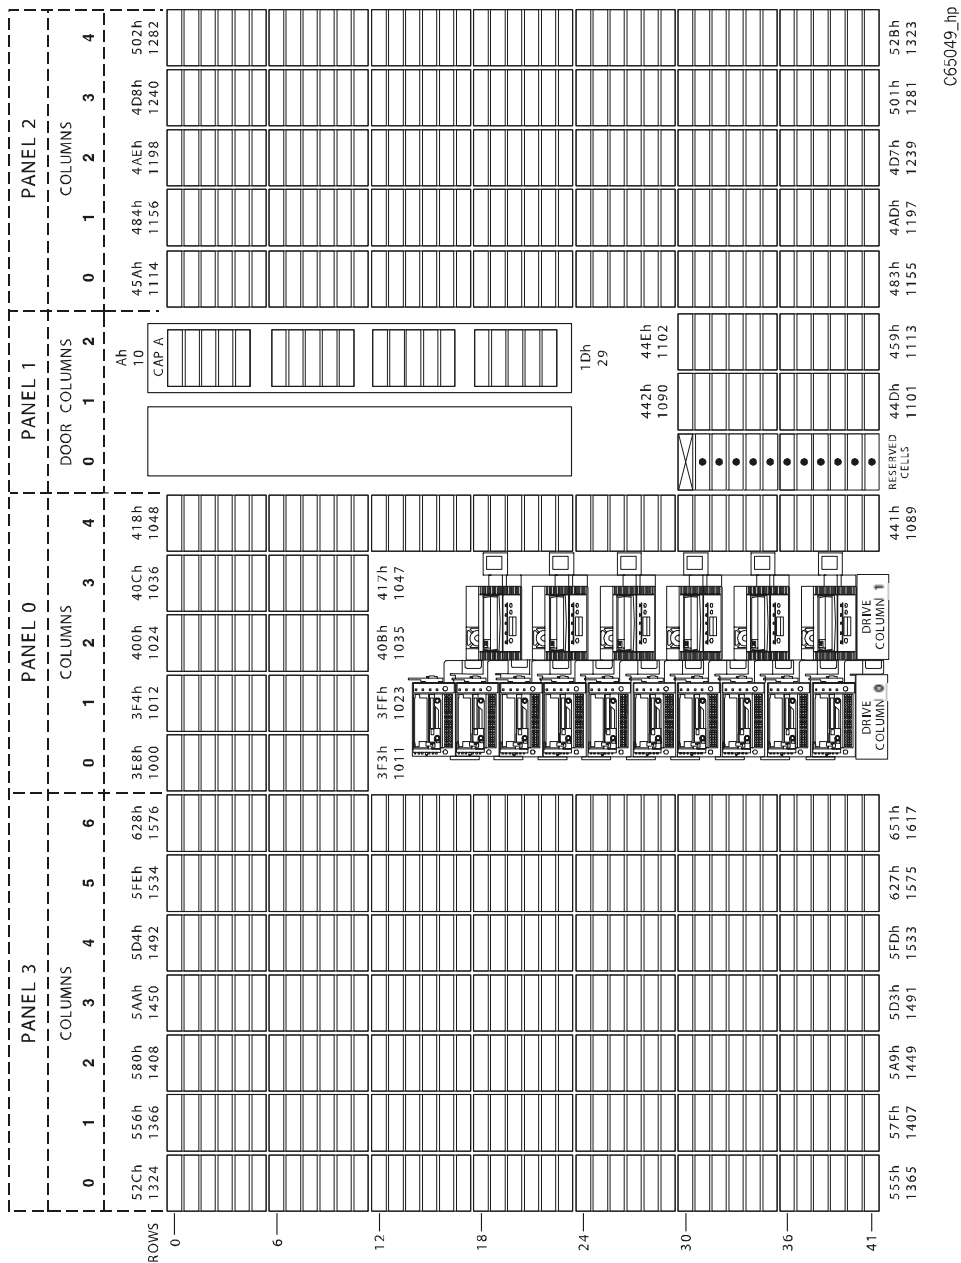 PANEL 3
PANEL 0
PANEL 1
PANEL 2
COLUMNS
COLUMNS
DOOR COLUMNS
COLUMNS
0 1 2 3 4 5 6
0 1 2 3 4
0 1 2
0 1 2 3 4
52Ch
1324
556h
1366
580h
1408
5AAh
1450
5D4h
1492
5FEh
1534
628h
1576
3E8h
1000
3F4h
1012
400h
1024
40Ch
1036
418h
1048
Ah
10
CAP A
45Ah
1114
484h
1156
4AEh
1198
4D8h
1240
502h
1282
ROWS
0
6
12
18
24
30
36
41
3F3h
1011
3FFh
1023
40Bh
1035
417h
1047
1Dh
29
442h
1090
44Eh
1102
DRIVE
COLUMN 0
DRIVE
COLUMN 1
555h
1365
57Fh
1407
5A9h
1449
5D3h
1491
5FDh
1533
627h
1575
651h
1617
441h
1089
RESERVED
CELLS
44Dh
1101
459h
1113
483h
1155
4ADh
1197
4D7h
1239
501h
1281
52Bh
1323
C65049_hp